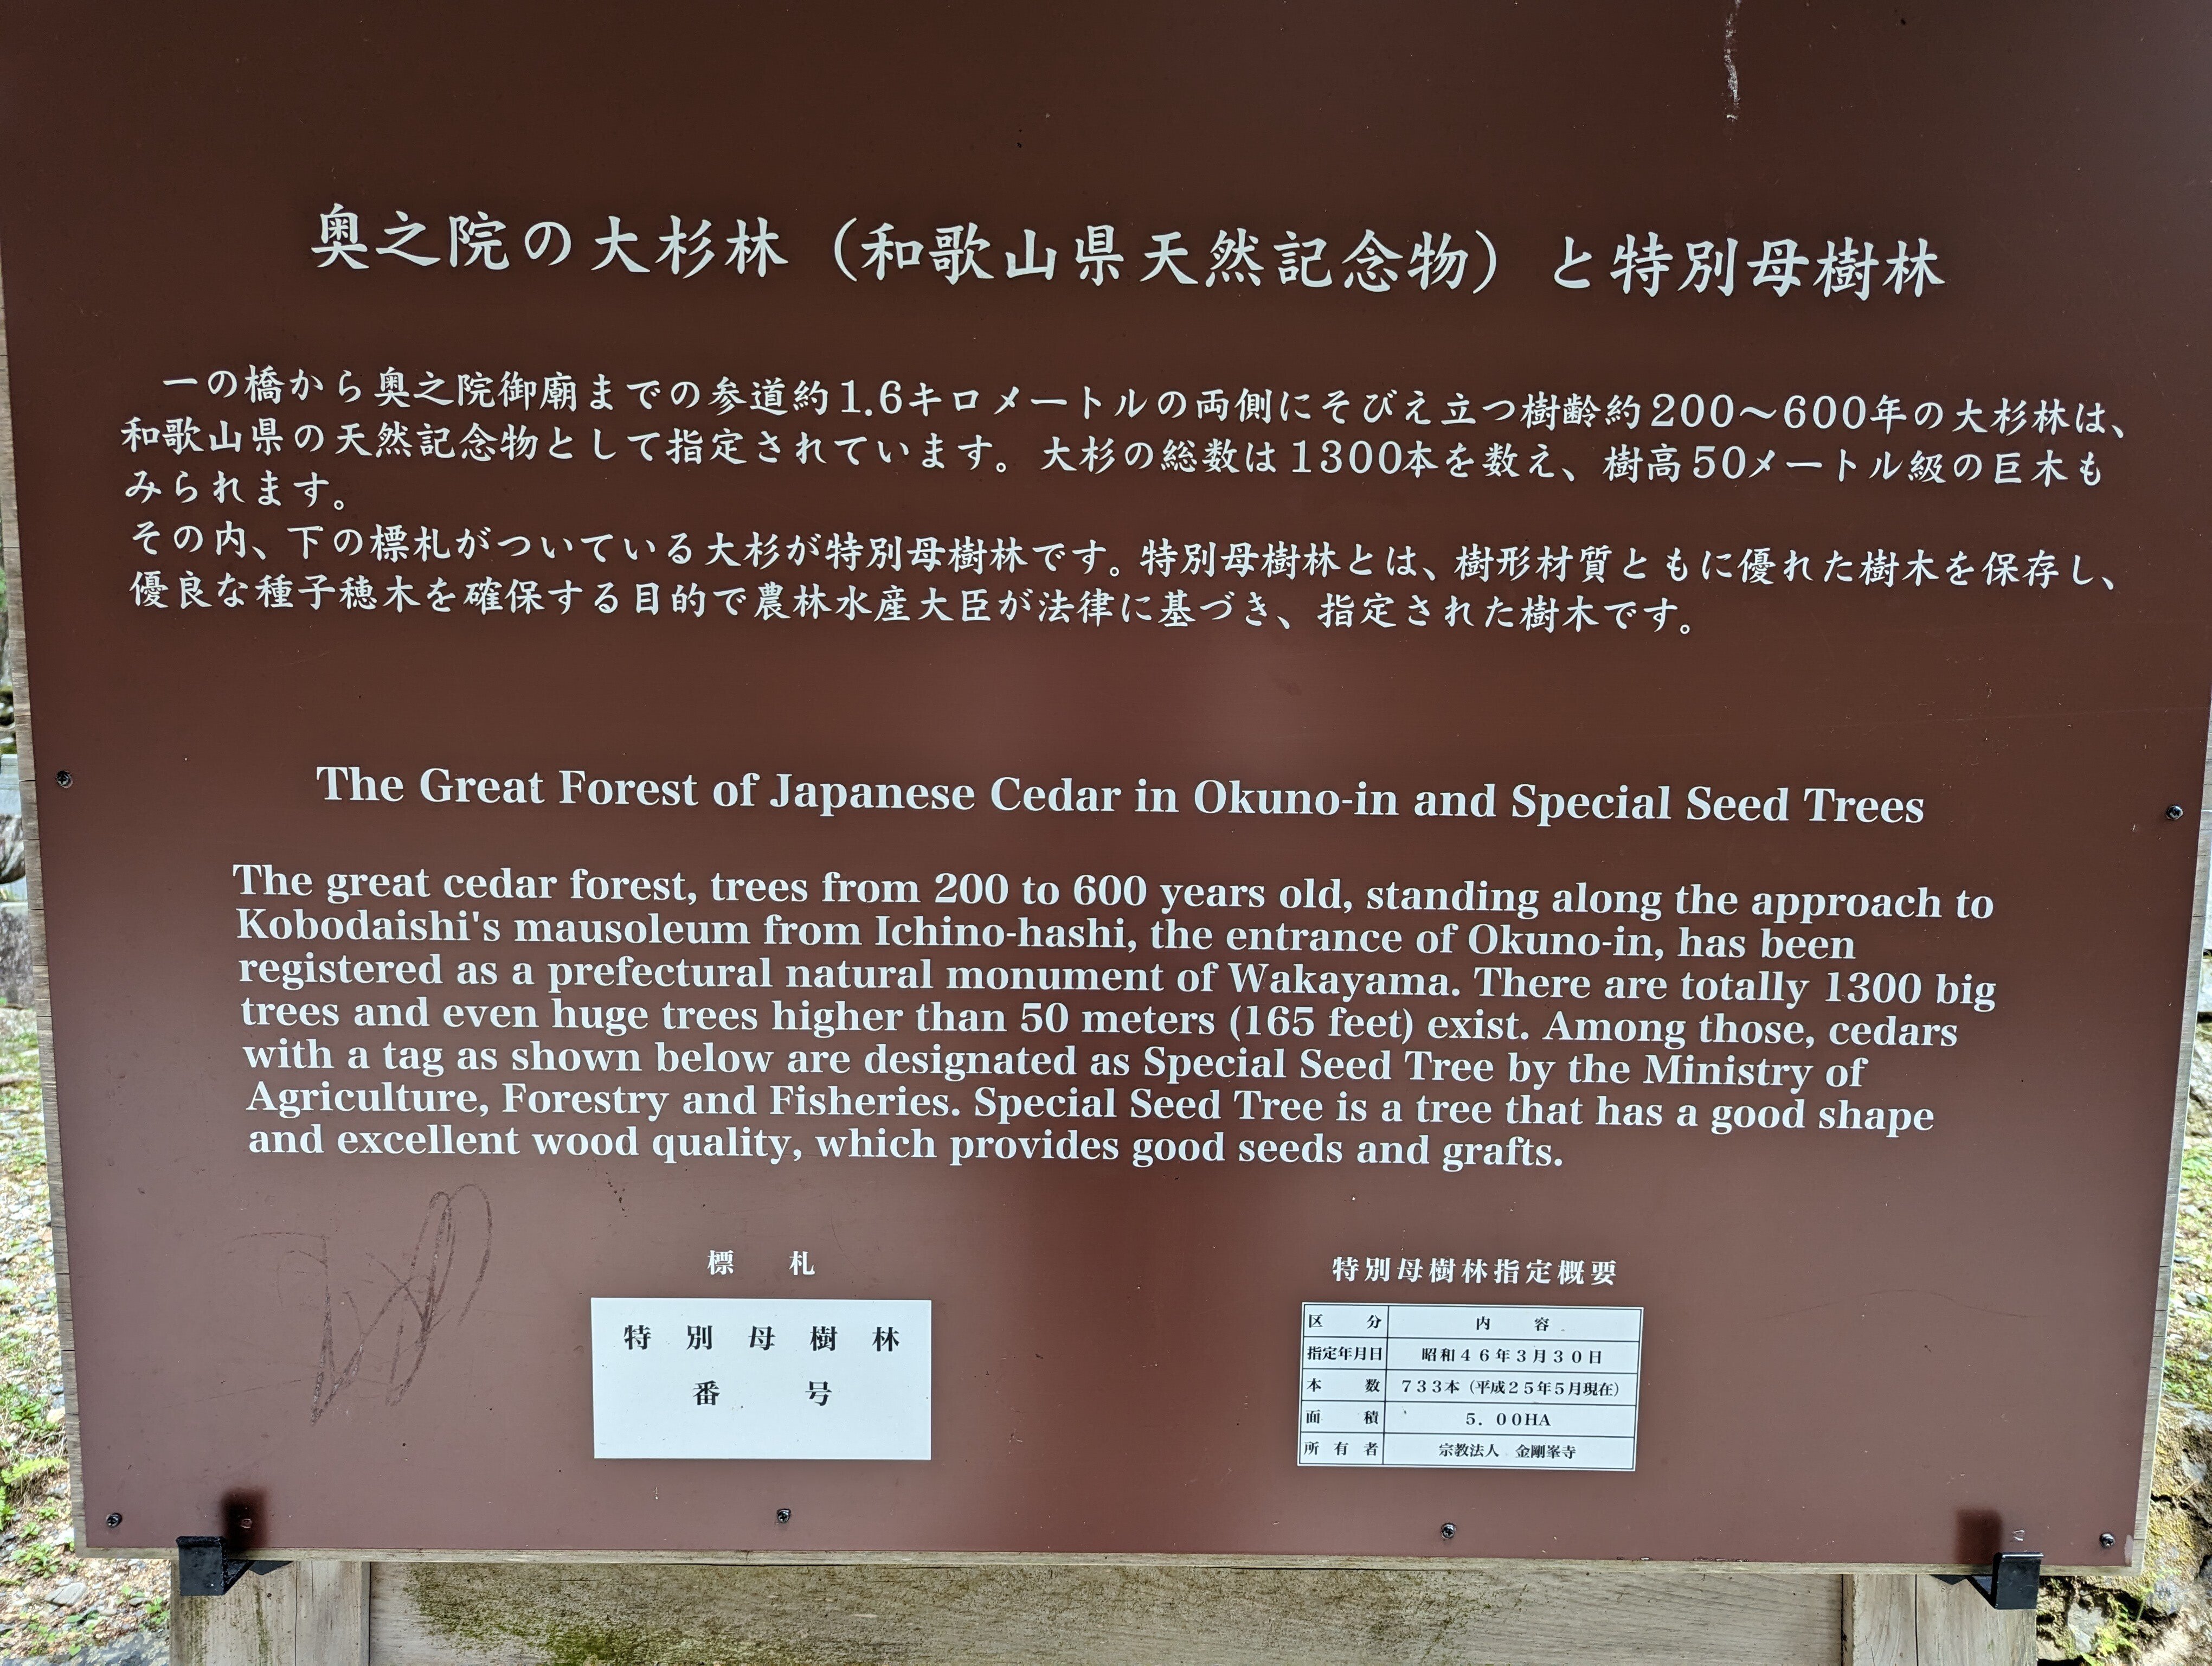 奥之院の大杉林（和歌山県天然記念物）と特別母樹林
一の橋から奥之院御廟までの参道約1.6キロメートルの両側にそびえ立つ樹齢約200〜600年の大杉林は、
和歌山県の天然記念物として指定されています。大杉の総数は1300本を数え、樹高50メートル級の巨木も
みられます。
その内、下の標札がついている大杉が特別母樹林です。特別母樹林とは、樹形材質ともに優れた樹木を保存し、
優良な種子穂木を確保する目的で農林水産大臣が法律に基づき、指定された樹木です。
The Great Forest of Japanese Cedar in Okuno-in and Special Seed Trees
The great cedar forest, trees from 200 to 600 years old, standing along the approach to
Kobodaishi's mausoleum from Ichino-hashi, the entrance of Okuno-in, has been
registered as a prefectural natural monument of Wakayama. There are totally 1300 big
trees and even huge trees higher than 50 meters (165 feet) exist. Among those, cedars
with a tag as shown below are designated as Special Seed Tree by the Ministry of
Agriculture, Forestry and Fisheries. Special Seed Tree is a tree that has a good shape
and excellent wood quality, which provides good seeds and grafts.
標 札
特 別 母 樹 林
番 号
特別母樹林指定概要
区 分 内 容
指定年月日 昭和４６年３月３０日
本 数 ７３３本（平成２５年５月現在）
面 積 ５．００HA
所 有 者 宗教法人 金剛峯寺